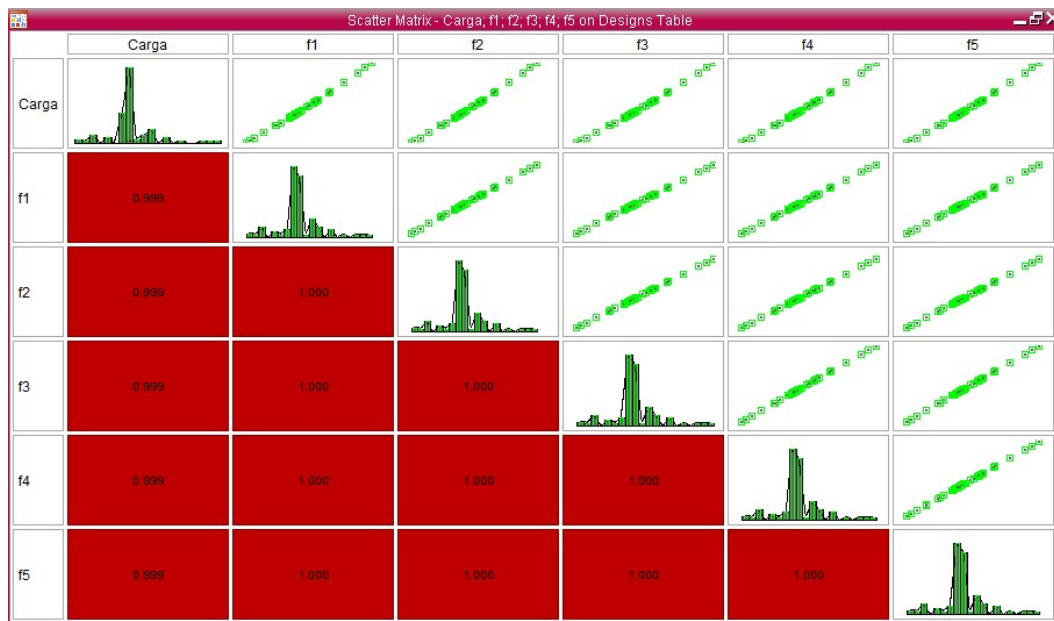 Scatter Matrix - Carga; f1; f2; f3; f4; f5 on Designs Table
Carga f1 f2 f3 f4 f5
Carga
f1 0.999
f2 0.999 1.000
f3 0.999 1.000 1.000
f4 0.999 1.000 1.000 1.000
f5 0.999 1.000 1.000 1.000 1.000